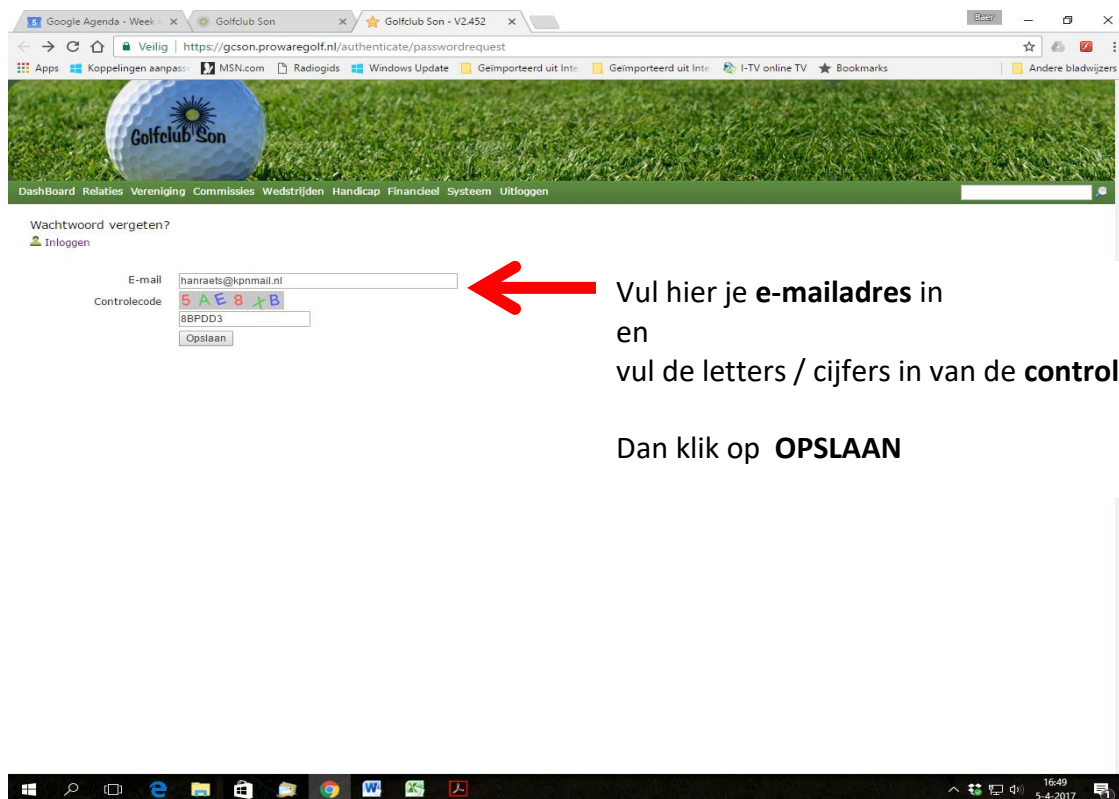 Google Agenda - Week
Golfclub Son
Golfclub Son - V2.452
Baer
Veilig | https://gcson.prowaregolf.nl/authenticate/passwordrequest
Apps Koppelingen aanpass MSN.com Radiogids Windows Update Geïmporteerd uit Inte Geïmporteerd uit Inte I-TV online TV Bookmarks Andere bladwijzers
Golfclub Son
DashBoard Relaties Vereniging Commissies Wedstrijden Handicap Financieel Systeem Uitloggen
Wachtwoord vergeten?
Inloggen
E-mail hanraets@kpnmail.nl
Controlecode 5 A E 8 X B
8BPDD3
Opslaan
Vul hier je e-mailadres in
en
vul de letters / cijfers in van de control
Dan klik op OPSLAAN
16:49
5-4-2017